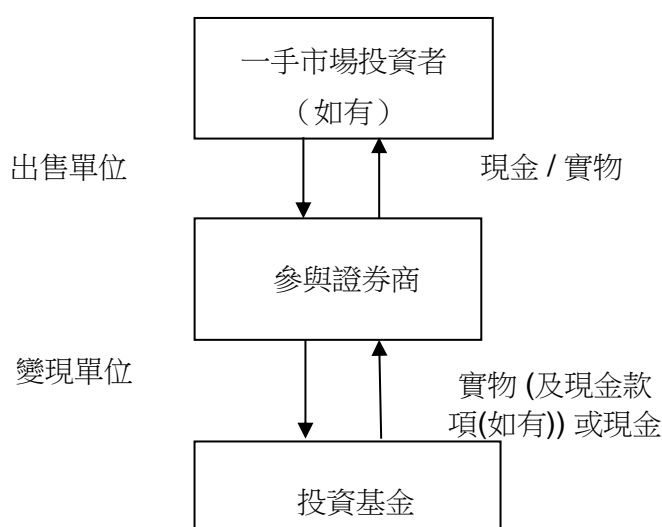 一手市場投資者
（如有）
出售單位
現金 / 實物
參與證券商
變現單位
實物 (及現金款
項(如有)) 或現金
投資基金